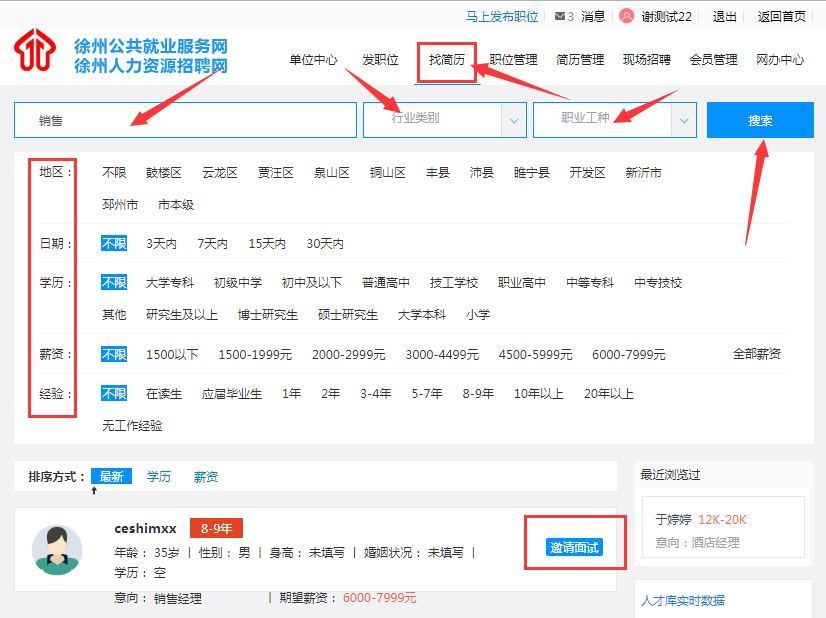 马上发布职位 3 消息 谢测试22 退出 返回首页
徐州公共就业服务网
徐州人力资源招聘网
单位中心 发职位 找简历 职位管理 简历管理 现场招聘 会员管理 网办中心
销售 行业类别 职业工种 搜索
地区： 不限 鼓楼区 云龙区 贾汪区 泉山区 铜山区 丰县 沛县 睢宁县 开发区 新沂市
邳州市 市本级
日期： 不限 3天内 7天内 15天内 30天内
学历： 不限 大学专科 初级中学 初中及以下 普通高中 技工学校 职业高中 中等专科 中专技校
其他 研究生及以上 博士研究生 硕士研究生 大学本科 小学
薪资： 不限 1500以下 1500-1999元 2000-2999元 3000-4499元 4500-5999元 6000-7999元 全部薪资
经验： 不限 在读生 应届毕业生 1年 2年 3-4年 5-7年 8-9年 10年以上 20年以上
无工作经验
排序方式： 最新 学历 薪资
ceshimxx 8-9年
年龄： 35岁 | 性别： 男 | 身高： 未填写 | 婚姻状况： 未填写 |
学历： 空
意向： 销售经理 | 期望薪资： 6000-7999元
邀请面试
最近浏览过
于婷婷 12K-20K
意向：酒店经理
人才库实时数据